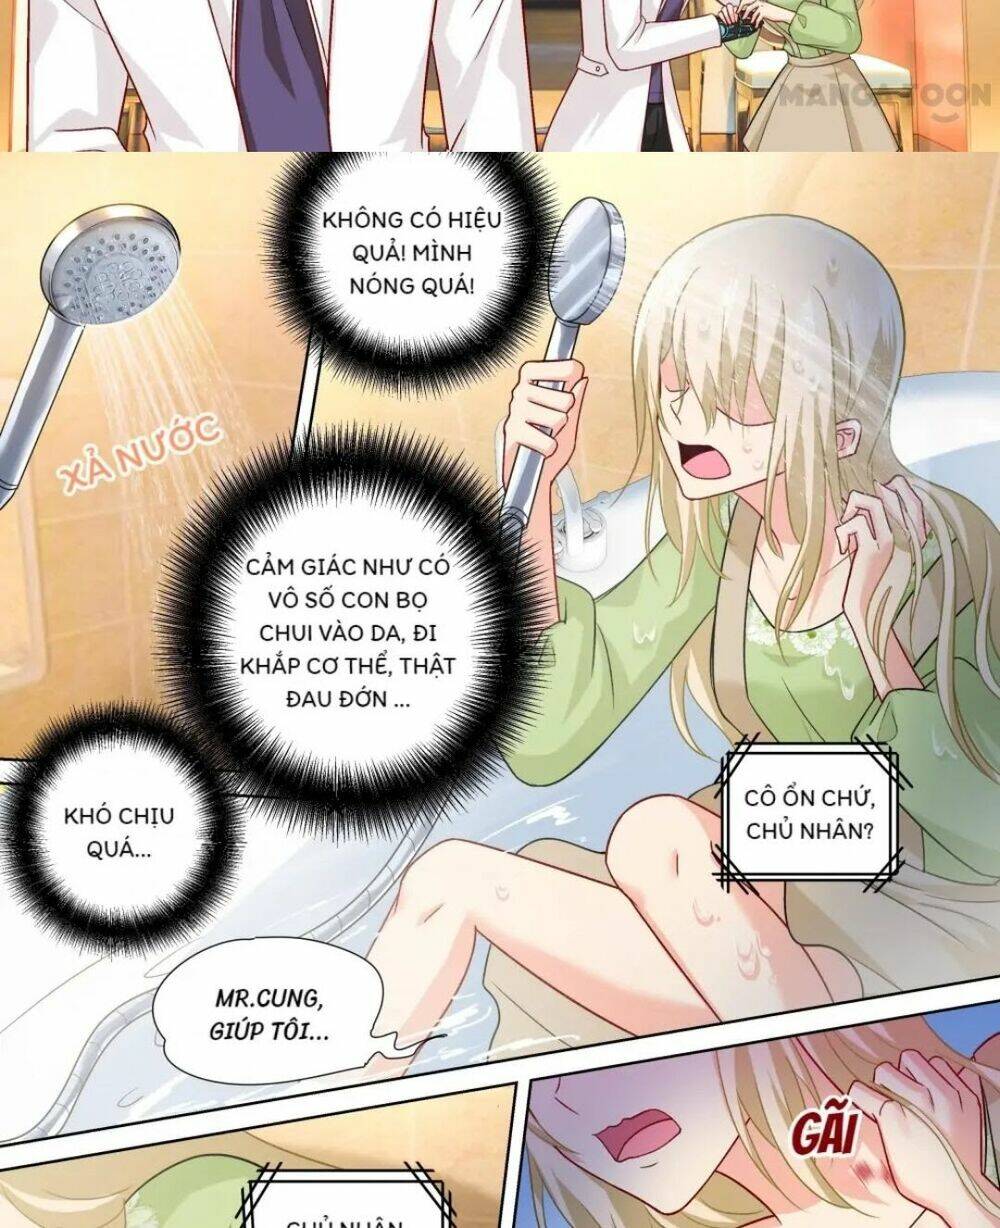 MANGATOON
KHÔNG CÓ HIỆU
QUẢ! MÌNH
NÓNG QUÁ!
XẢ NƯỚC
CẢM GIÁC NHƯ CÓ
VÔ SỐ CON BỌ
CHUI VÀO DA, ĐI
KHẮP CƠ THỂ, THẬT
ĐAU ĐỚN ...
CÔ ỔN CHỨ,
CHỦ NHÂN?
KHÓ CHỊU
QUÁ...
MR.CUNG,
GIÚP TÔI...
GÃI
CHỦ NHÂN